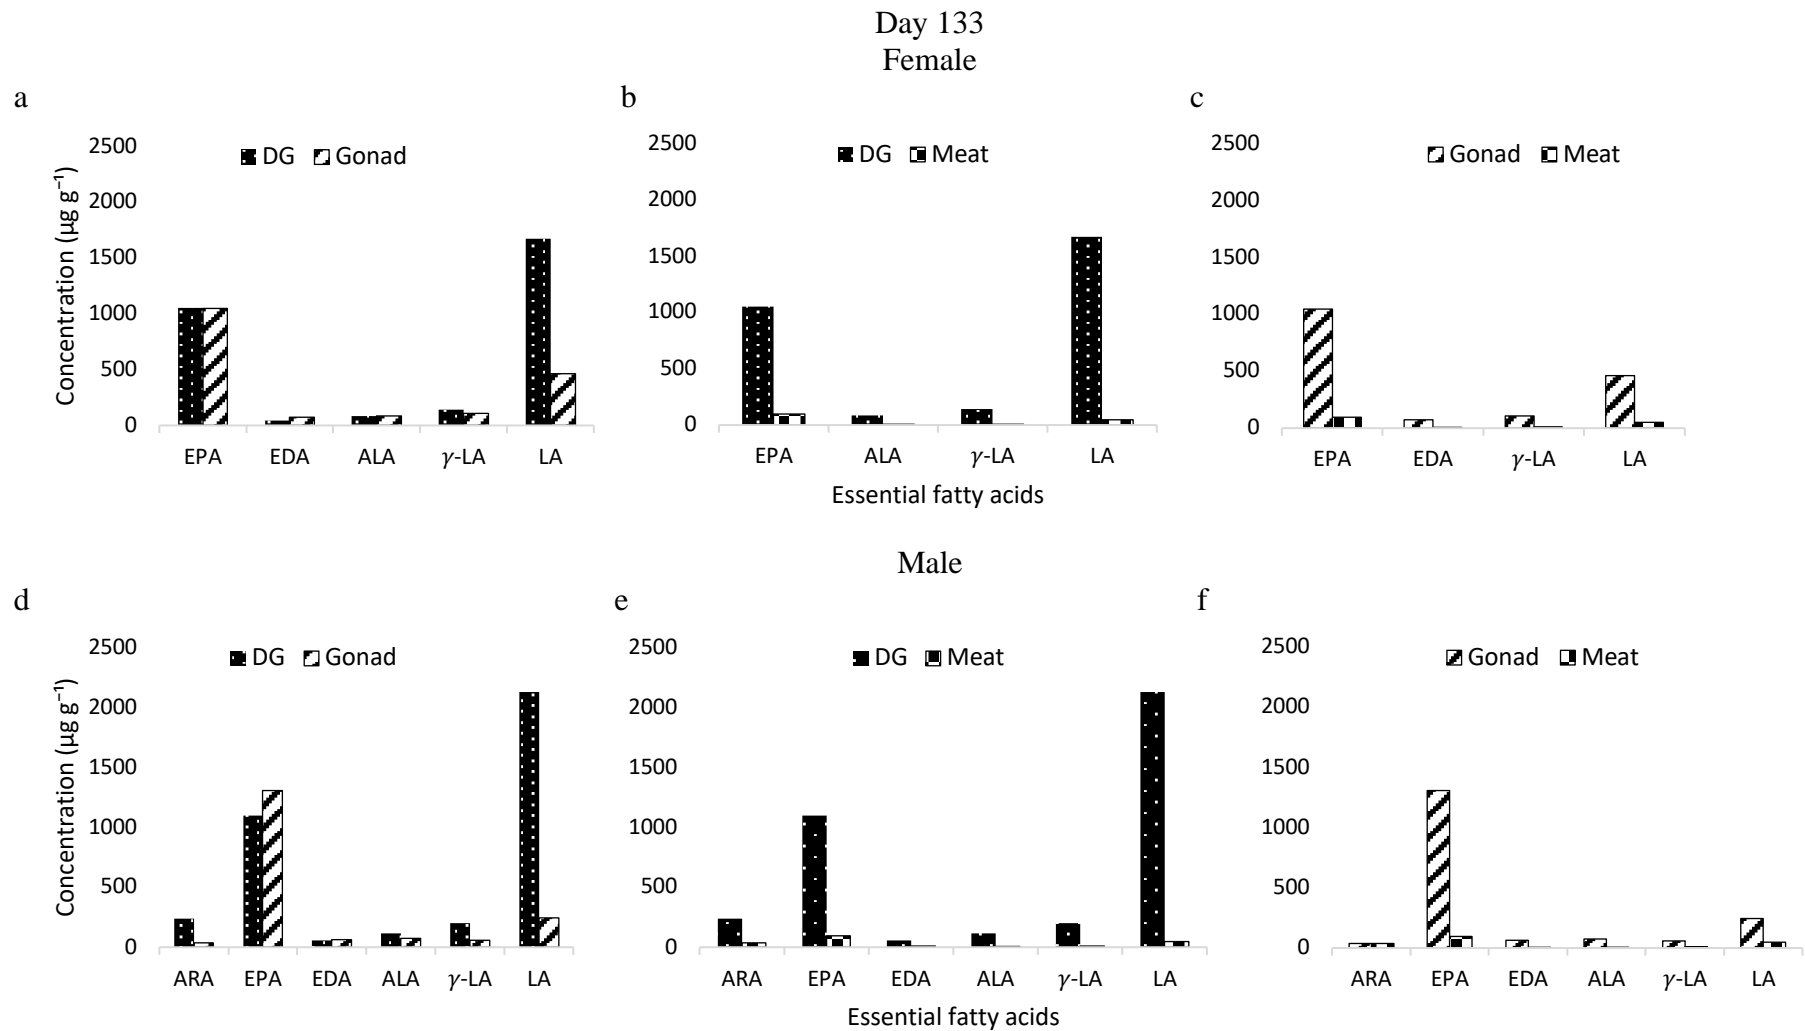 Day 133
Female
a
2500
2000
1500
1000
500
0
Concentration (µg g⁻¹)
DG Gonad
EPA EDA ALA γ-LA LA
b
2500
2000
1500
1000
500
0
DG Meat
EPA ALA γ-LA LA
Essential fatty acids
c
2500
2000
1500
1000
500
0
Gonad Meat
EPA EDA γ-LA LA
Male
d
2500
2000
1500
1000
500
0
Concentration (µg g⁻¹)
DG Gonad
ARA EPA EDA ALA γ-LA LA
e
2500
2000
1500
1000
500
0
DG Meat
ARA EPA EDA ALA γ-LA LA
Essential fatty acids
f
2500
2000
1500
1000
500
0
Gonad Meat
ARA EPA EDA ALA γ-LA LA